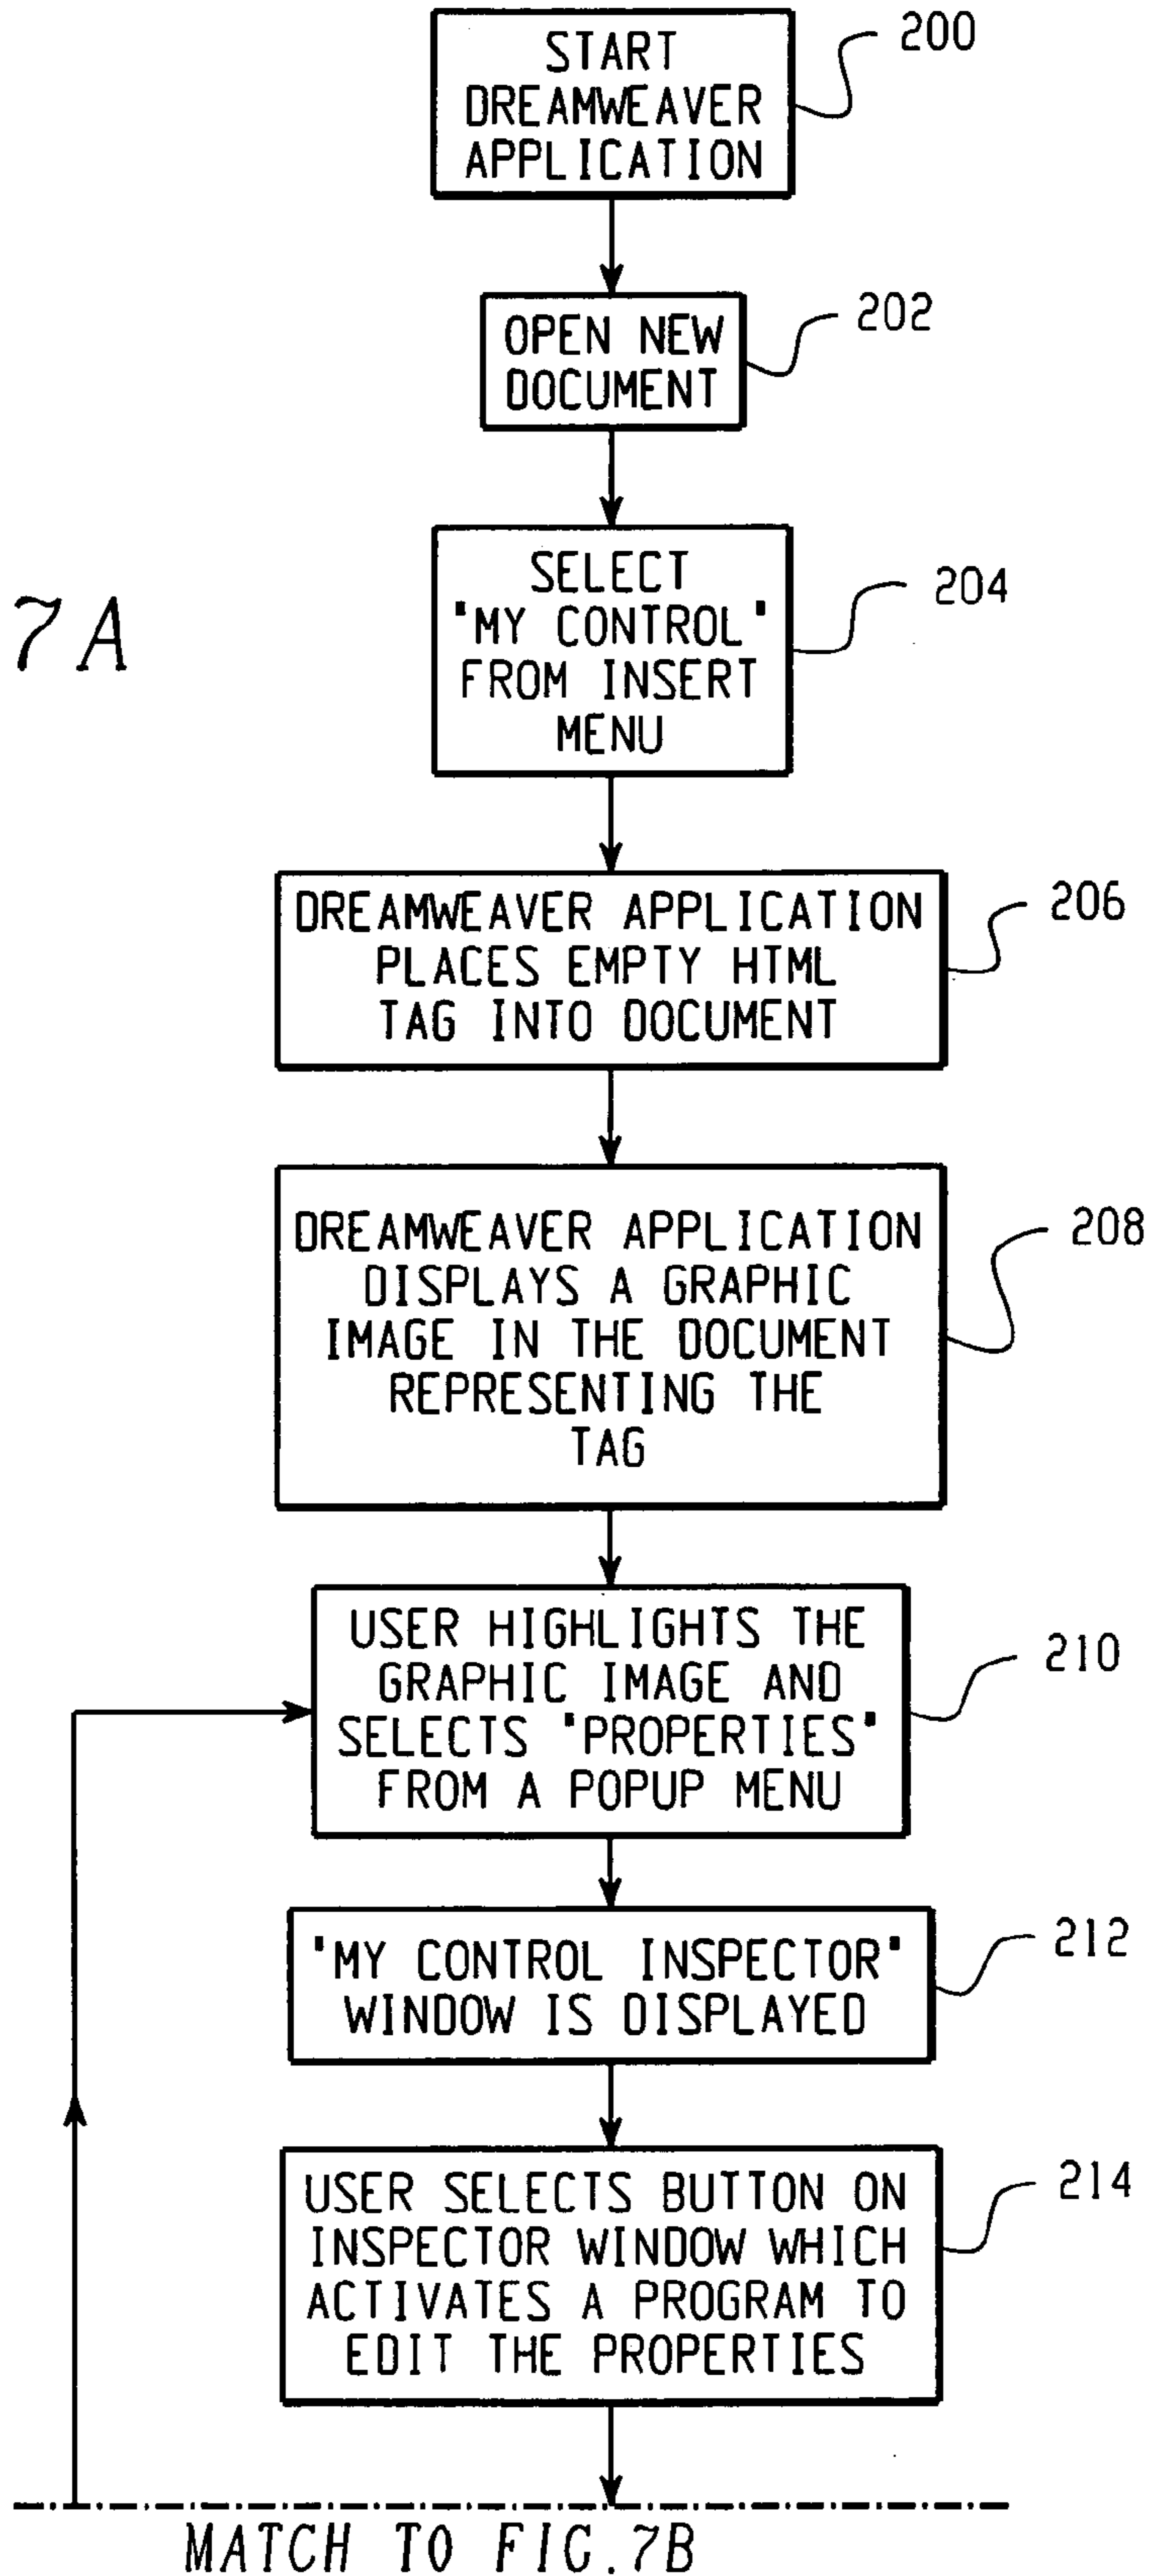 START
DREAMWEAVER
APPLICATION
200
OPEN NEW
DOCUMENT
202
7A
SELECT
"MY CONTROL"
FROM INSERT
MENU
204
DREAMWEAVER APPLICATION
PLACES EMPTY HTML
TAG INTO DOCUMENT
206
DREAMWEAVER APPLICATION
DISPLAYS A GRAPHIC
IMAGE IN THE DOCUMENT
REPRESENTING THE
TAG
208
USER HIGHLIGHTS THE
GRAPHIC IMAGE AND
SELECTS "PROPERTIES"
FROM A POPUP MENU
210
"MY CONTROL INSPECTOR"
WINDOW IS DISPLAYED
212
USER SELECTS BUTTON ON
INSPECTOR WINDOW WHICH
ACTIVATES A PROGRAM TO
EDIT THE PROPERTIES
214
MATCH TO FIG.7B